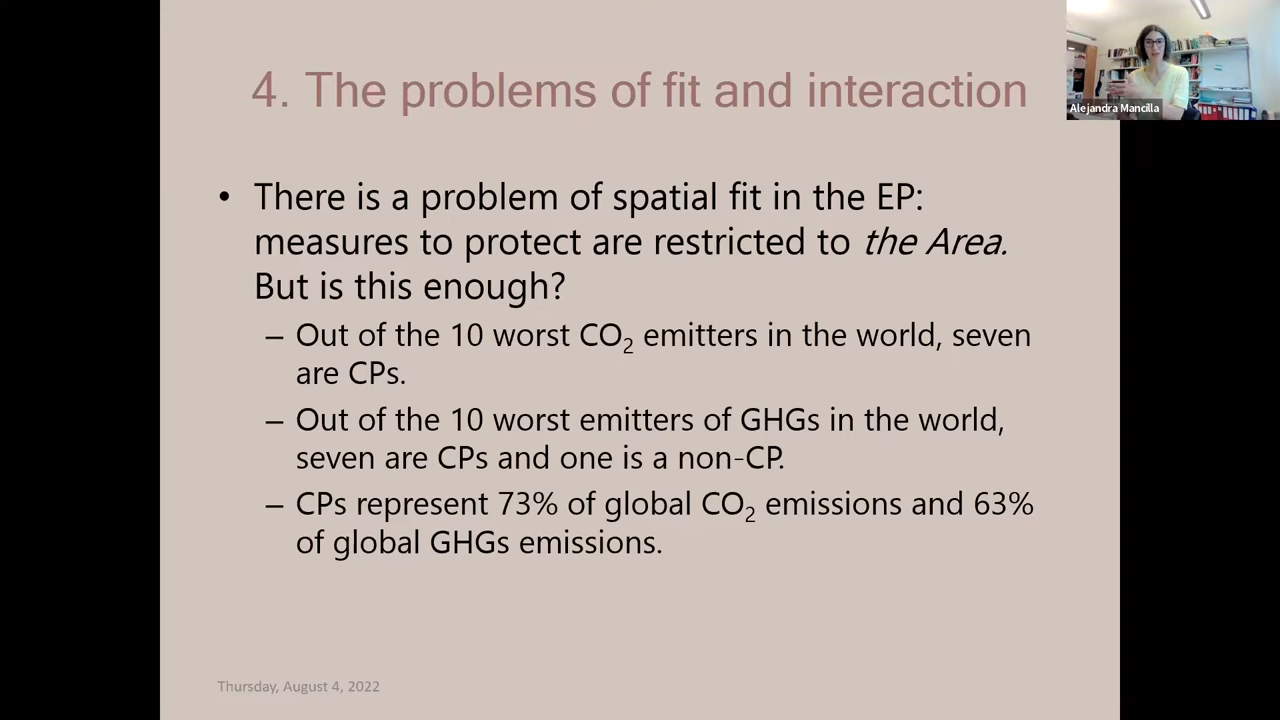 4. The problems of fit and interaction
Alejandra Mancilla
• There is a problem of spatial fit in the EP:
measures to protect are restricted to the Area.
But is this enough?
– Out of the 10 worst CO₂ emitters in the world, seven
are CPs.
– Out of the 10 worst emitters of GHGs in the world,
seven are CPs and one is a non-CP.
– CPs represent 73% of global CO₂ emissions and 63%
of global GHGs emissions.
Thursday, August 4, 2022